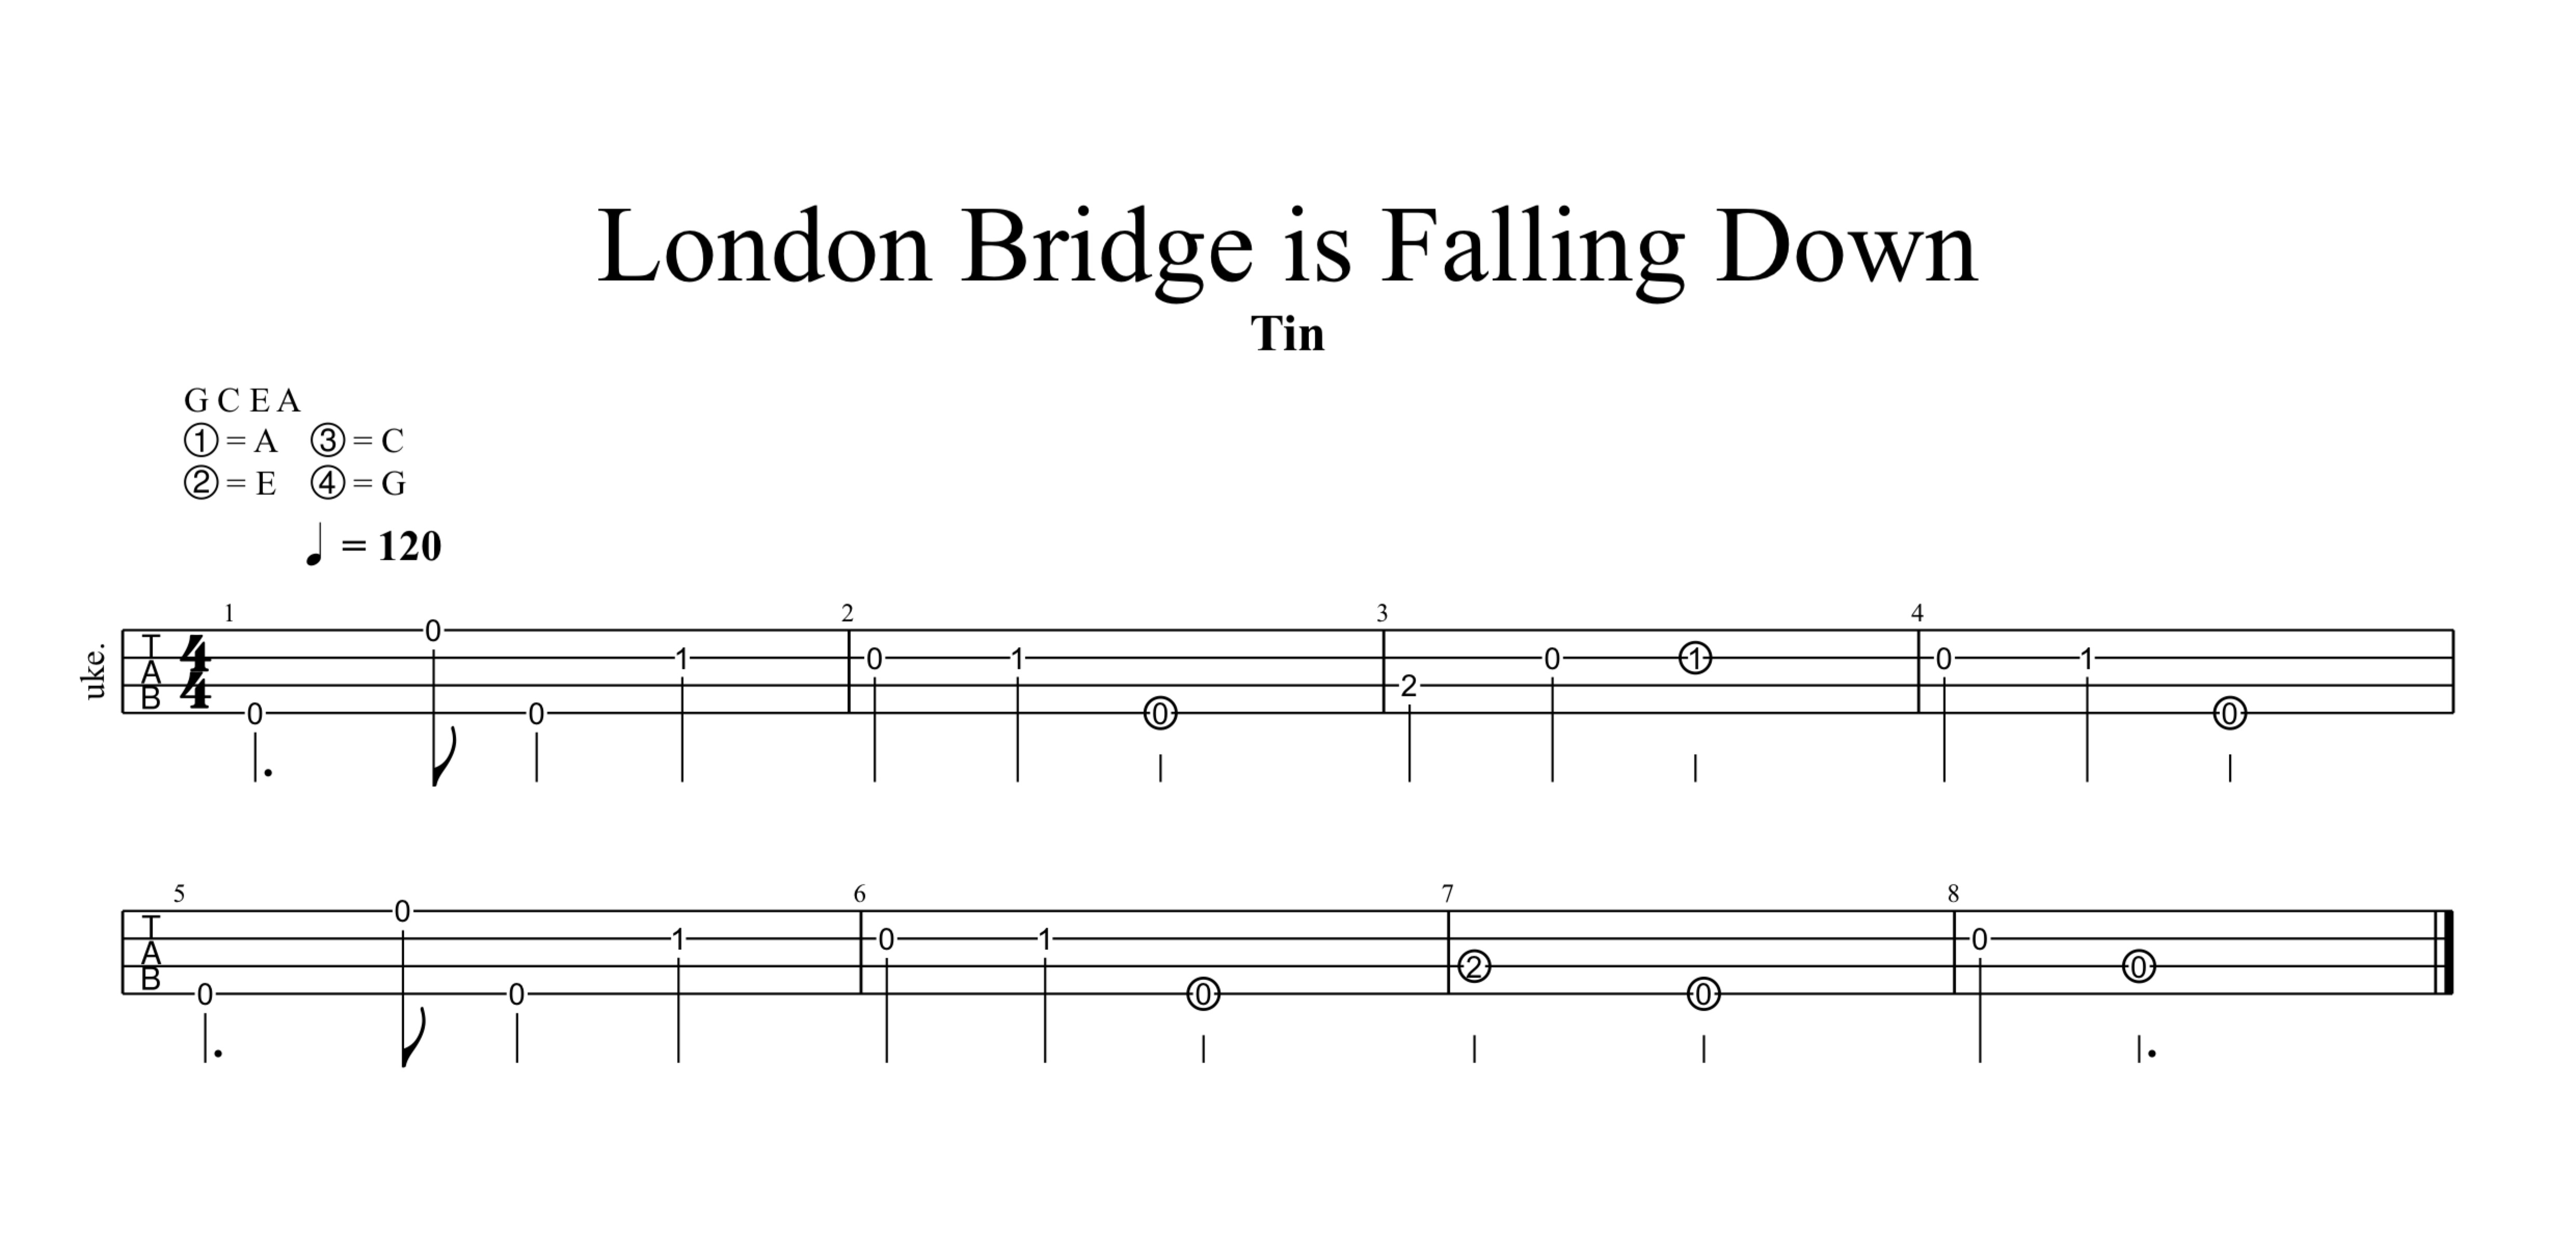 London Bridge is Falling Down
Tin
G C E A
① = A ③ = C
② = E ④ = G
♩ = 120
1 2 3 4
uke.
T A B
4 4
0 0 0 1 0 1 0 2 0 1 0 1 0
5 6 7 8
T A B
0 0 0 1 0 1 0 2 0 0 0